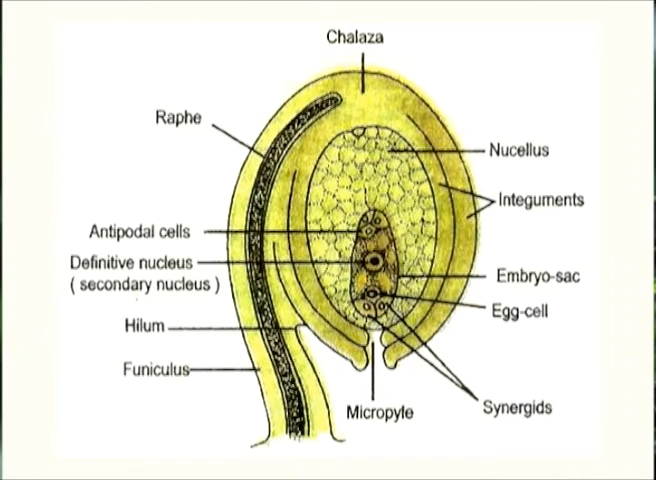 Chalaza
Raphe
Nucellus
Integuments
Antipodal cells
Definitive nucleus
( secondary nucleus )
Embryo-sac
Egg-cell
Hilum
Funiculus
Micropyle
Synergids